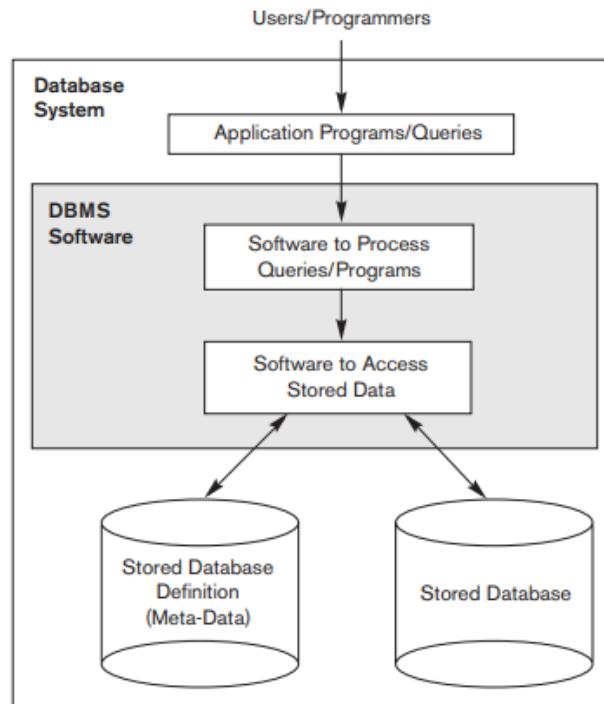 Users/Programmers
Database
System
Application Programs/Queries
DBMS
Software
Software to Process
Queries/Programs
Software to Access
Stored Data
Stored Database
Definition
(Meta-Data)
Stored Database